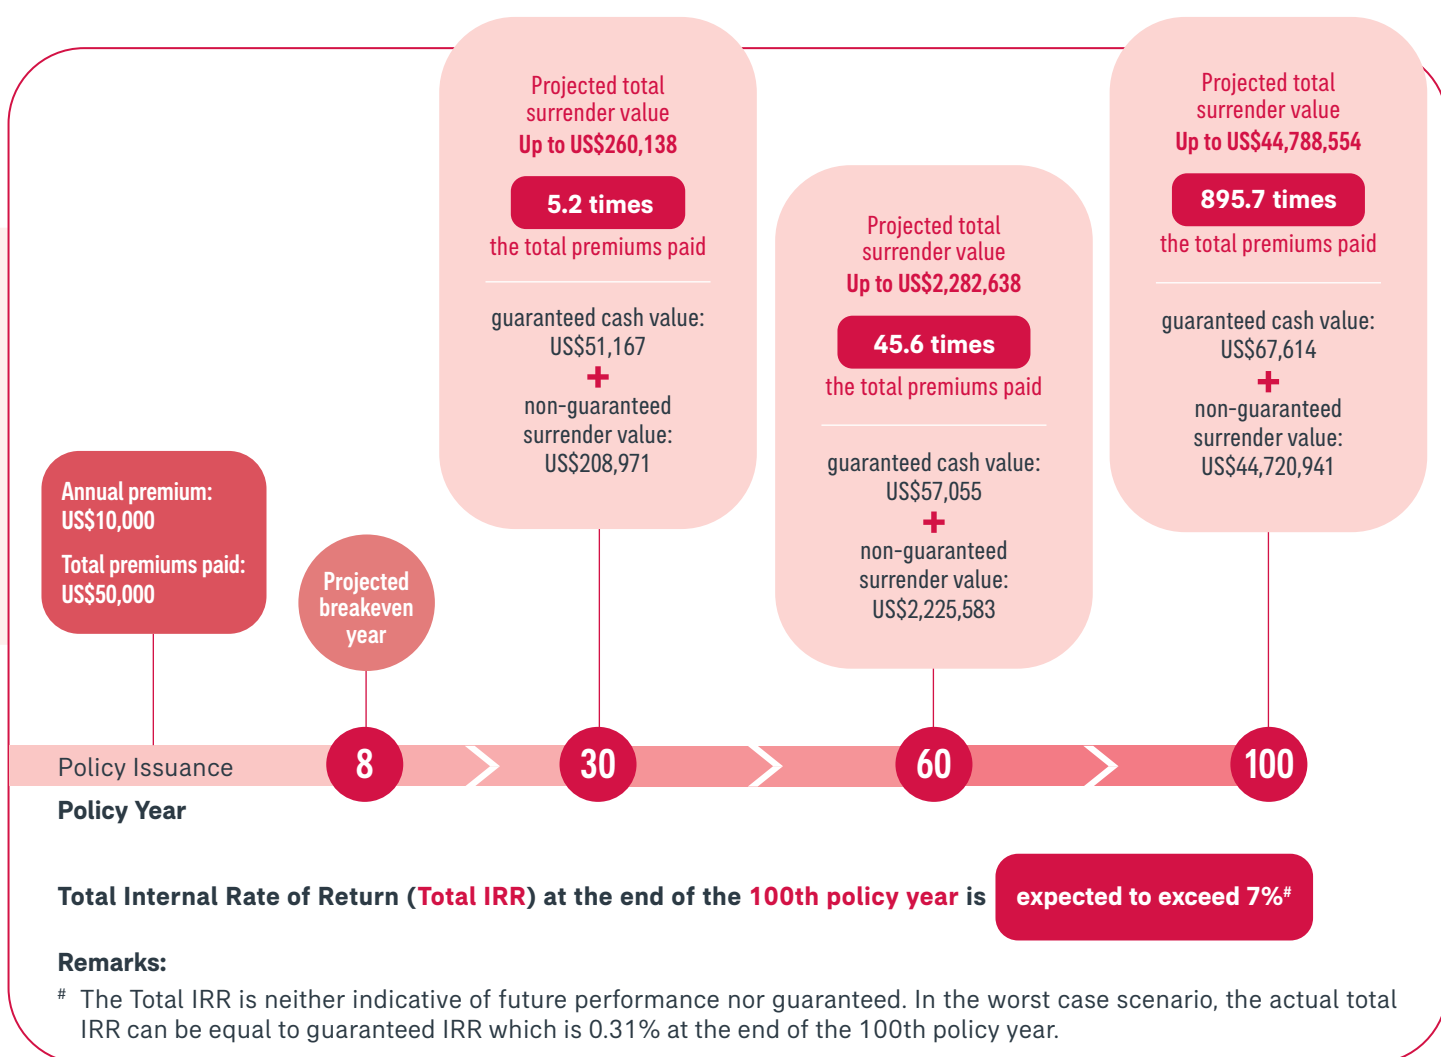 Annual premium:
US$10,000
Total premiums paid:
US$50,000
Projected
breakeven
year
Projected total
surrender value
Up to US$260,138
5.2 times
the total premiums paid
guaranteed cash value:
US$51,167
+
non-guaranteed
surrender value:
US$208,971
Projected total
surrender value
Up to US$2,282,638
45.6 times
the total premiums paid
guaranteed cash value:
US$57,055
+
non-guaranteed
surrender value:
US$2,225,583
Projected total
surrender value
Up to US$44,788,554
895.7 times
the total premiums paid
guaranteed cash value:
US$67,614
+
non-guaranteed
surrender value:
US$44,720,941
Policy Issuance 8 30 60 100
Policy Year
Total Internal Rate of Return (Total IRR) at the end of the 100th policy year is expected to exceed 7%#
Remarks:
# The Total IRR is neither indicative of future performance nor guaranteed. In the worst case scenario, the actual total
IRR can be equal to guaranteed IRR which is 0.31% at the end of the 100th policy year.